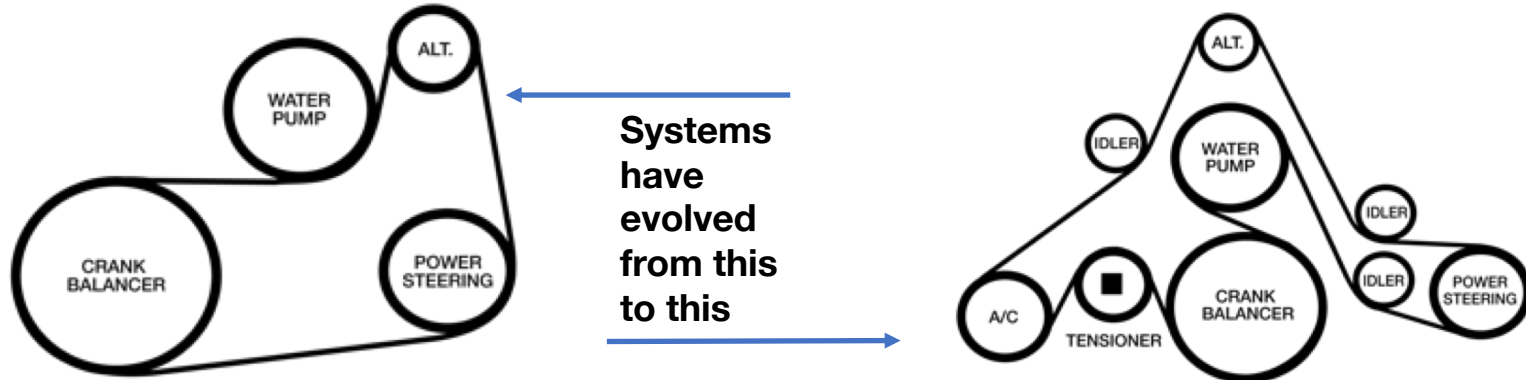 ALT.
WATER
PUMP
CRANK
BALANCER
POWER
STEERING
Systems
have
evolved
from this
to this
ALT.
IDLER
WATER
PUMP
IDLER
IDLER
POWER
STEERING
A/C
TENSIONER
CRANK
BALANCER